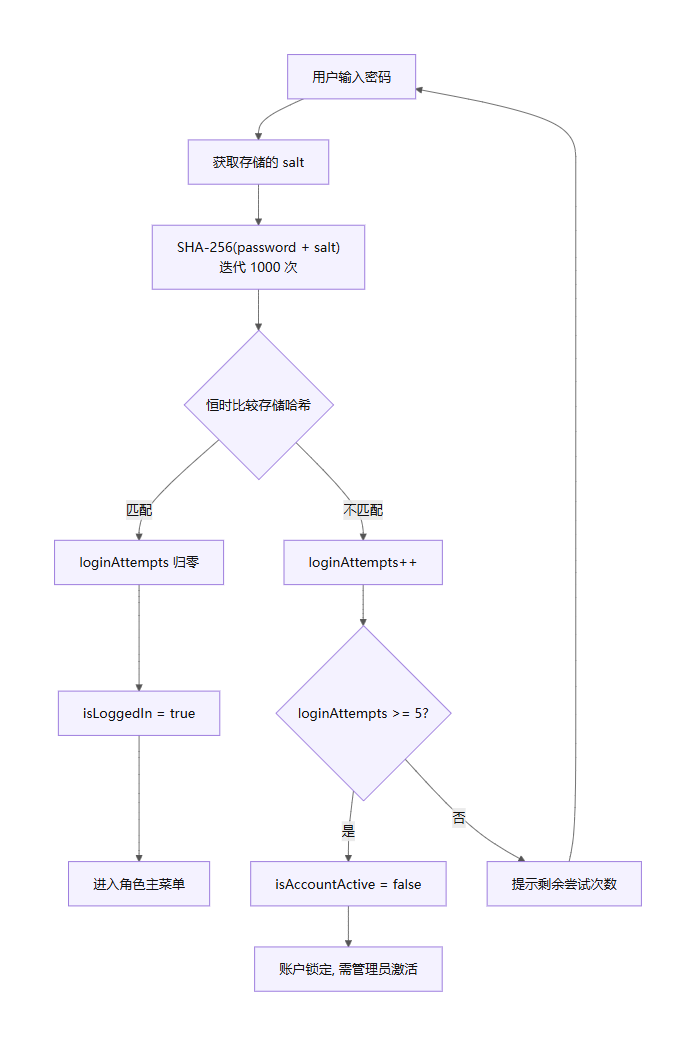 用户输入密码
获取存储的 salt
SHA-256(password + salt)
迭代 1000 次
恒时比较存储哈希
匹配
不匹配
loginAttempts 归零
loginAttempts++
isLoggedIn = true
loginAttempts >= 5?
是
否
进入角色主菜单
isAccountActive = false
提示剩余尝试次数
账户锁定, 需管理员激活